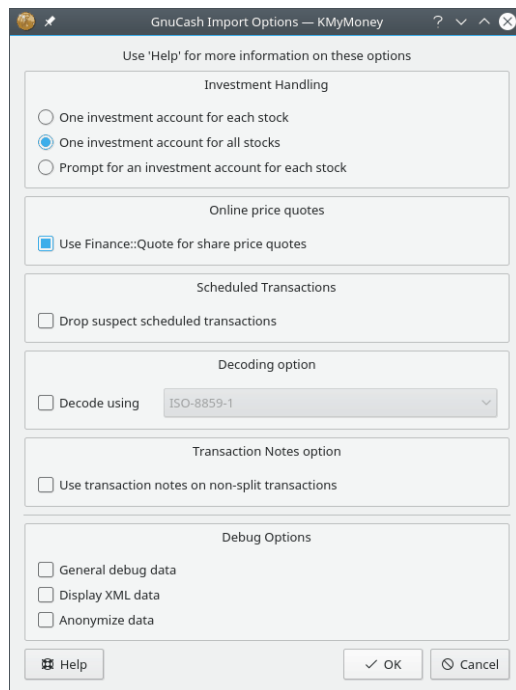 GnuCash Import Options — KMyMoney
Use 'Help' for more information on these options
Investment Handling
One investment account for each stock
One investment account for all stocks
Prompt for an investment account for each stock
Online price quotes
Use Finance::Quote for share price quotes
Scheduled Transactions
Drop suspect scheduled transactions
Decoding option
Decode using ISO-8859-1
Transaction Notes option
Use transaction notes on non-split transactions
Debug Options
General debug data
Display XML data
Anonymize data
Help OK Cancel